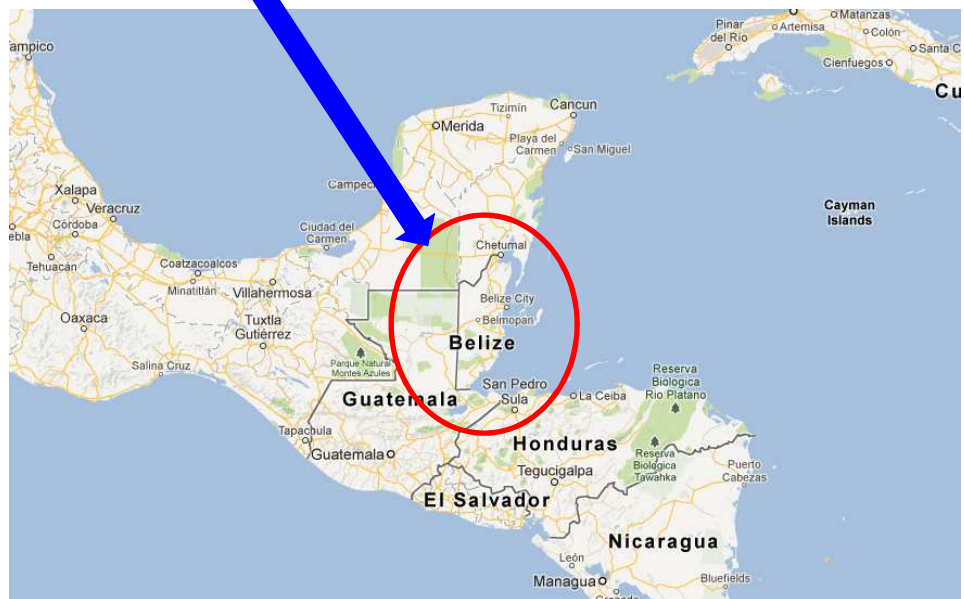 Pinar
del Río
Artemisa
Matanzas
Colón
Santa C
Cienfuegos
Cu
ampico
Tizimín
Cancun
Merida
Playa del
Carmen
San Miguel
Campec
Xalapa
Veracruz
Córdoba
ebla
Tehuacán
Ciudad del
Carmen
Cayman
Islands
Coatzacoalcos
Minatitlán
Villahermosa
Chetumal
Oaxaca
Tuxtla
Gutiérrez
Belize City
Belmopan
Belize
Salina Cruz
Parque Natural
Montes Azules
San Pedro
Sula
La Ceiba
Reserva
Biologica
Rio Platano
Guatemala
Tapachula
Guatemala
Honduras
Reserva
Biologica
Tawahka
Tegucigalpa
Puerto
Cabezas
El Salvador
Nicaragua
León
Managua
Bluefields